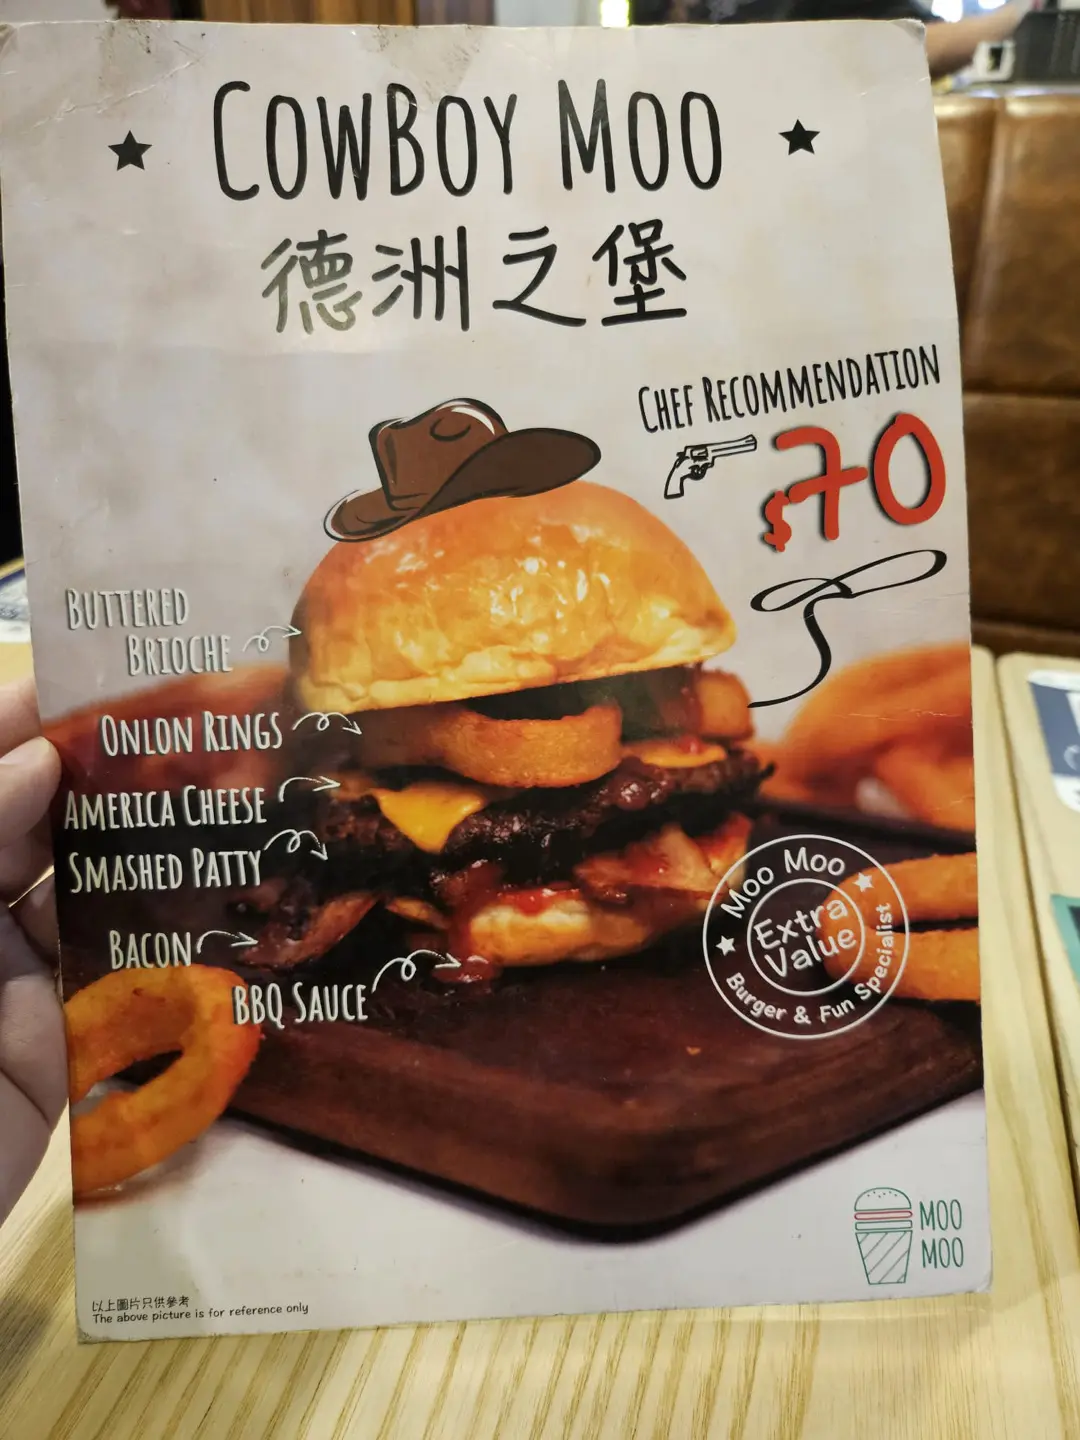 COWBOY MOO
德洲之堡
CHEF RECOMMENDATION
$70
BUTTERED
BRIOCHE
ONLON RINGS
AMERICA CHEESE
SMASHED PATTY
BACON
BBQ SAUCE
Moo Moo
Extra
Value
Burger & Fun Specialist
MOO
MOO
以上圖片只供參考
The above picture is for reference only